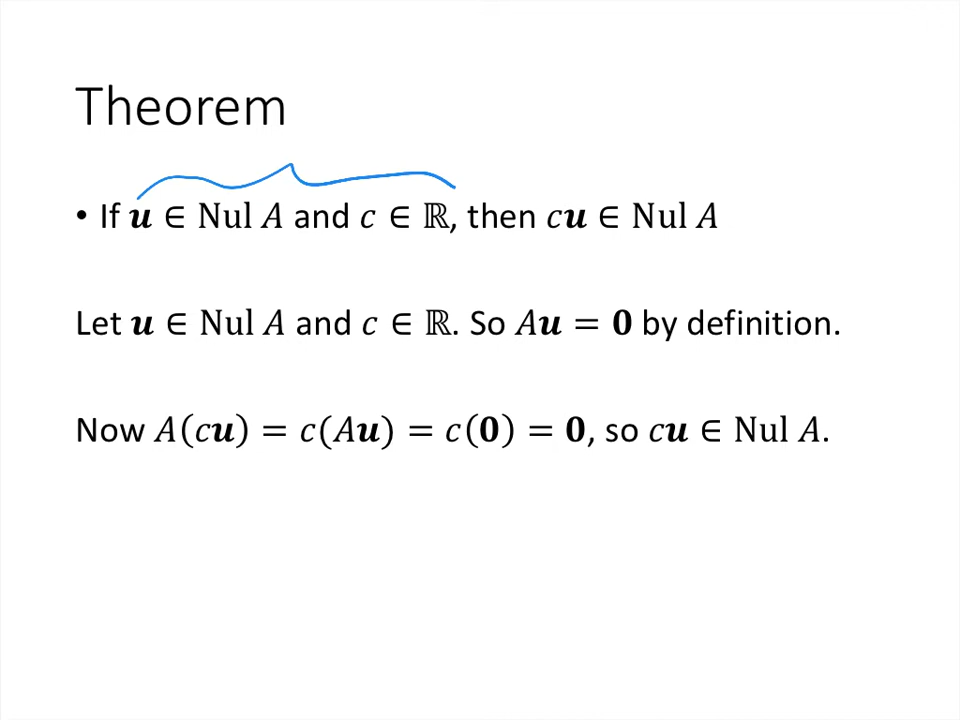 Theorem
• If 𝒖 ∈ Nul 𝐴 and 𝑐 ∈ ℝ, then 𝑐𝒖 ∈ Nul 𝐴
Let 𝒖 ∈ Nul 𝐴 and 𝑐 ∈ ℝ. So 𝐴𝒖 = 𝟎 by definition.
Now 𝐴(𝑐𝒖) = 𝑐(𝐴𝒖) = 𝑐(𝟎) = 𝟎, so 𝑐𝒖 ∈ Nul 𝐴.